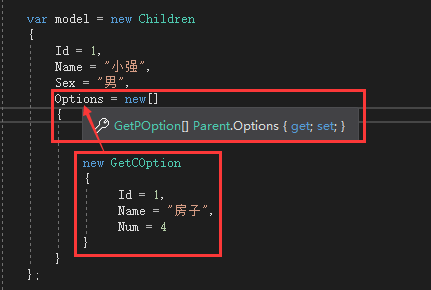 var model = new Children
{
Id = 1,
Name = "小强",
Sex = "男",
Options = new[]
{
GetPOption[] Parent.Options { get; set; }
new GetCOption
{
Id = 1,
Name = "房子",
Num = 4
}
}
};